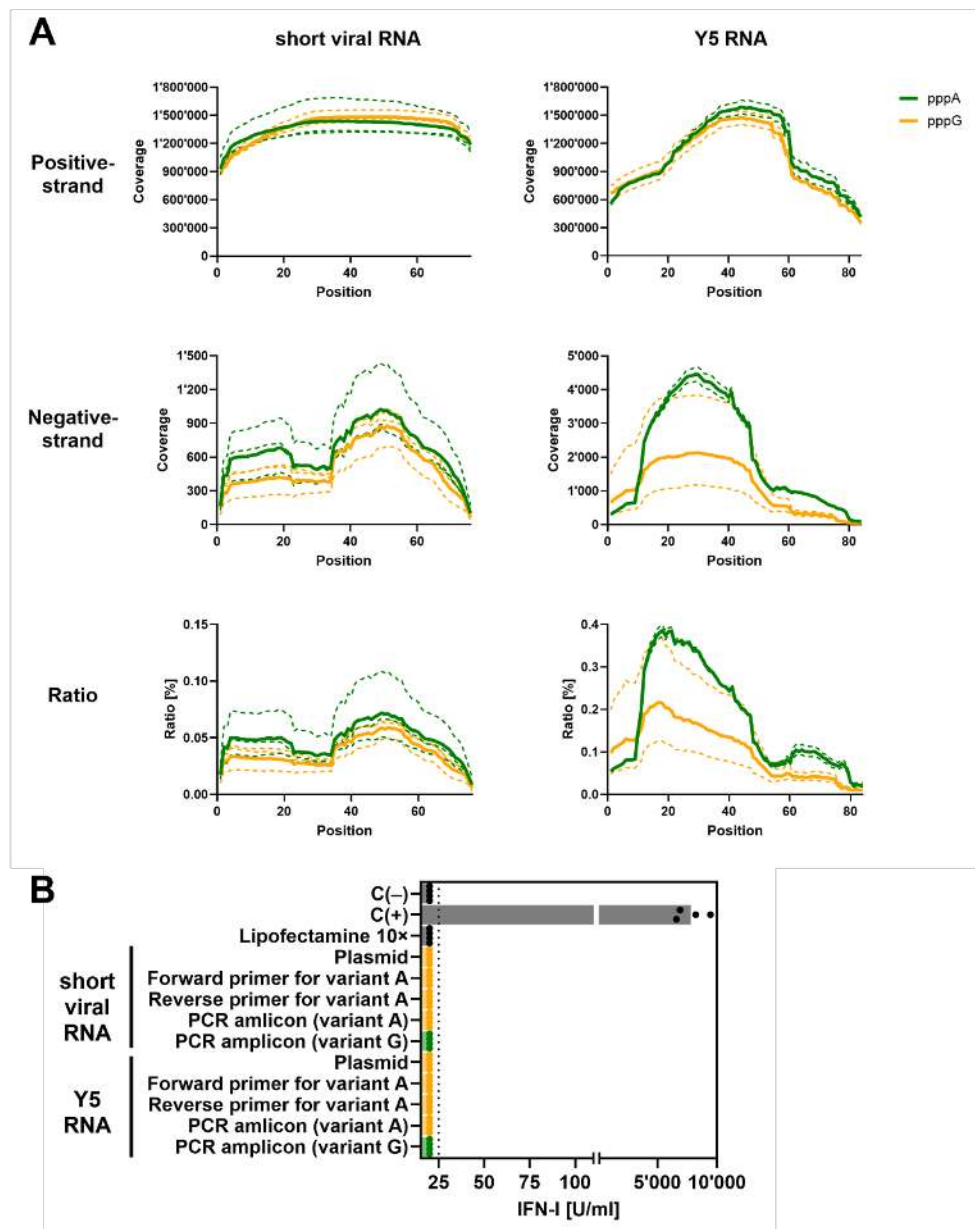 A
short viral RNA
Y5 RNA
pppA
pppG
Positive-
strand
Coverage
1'800'000
1'500'000
1'200'000
900'000
600'000
300'000
0
0 20 40 60
Position
Coverage
1'800'000
1'500'000
1'200'000
900'000
600'000
300'000
0
0 20 40 60 80
Position
Negative-
strand
Coverage
1'500
900
600
300
0
0 20 40 60
Position
Coverage
5'000
4'000
3'000
2'000
1'000
0
0 20 40 60 80
Position
Ratio
Ratio [%]
0.15
0.10
0.05
0.00
0 20 40 60
Position
Ratio [%]
0.4
0.3
0.2
0.1
0.0
0 20 40 60 80
Position
B
C(–)
C(+)
Lipofectamine 10×
short
viral
RNA
Plasmid
Forward primer for variant A
Reverse primer for variant A
PCR amlicon (variant A)
PCR amplicon (variant G)
Y5
RNA
Plasmid
Forward primer for variant A
Reverse primer for variant A
PCR amlicon (variant A)
PCR amplicon (variant G)
25 50 75 100 5'000 10'000
IFN-I [U/ml]